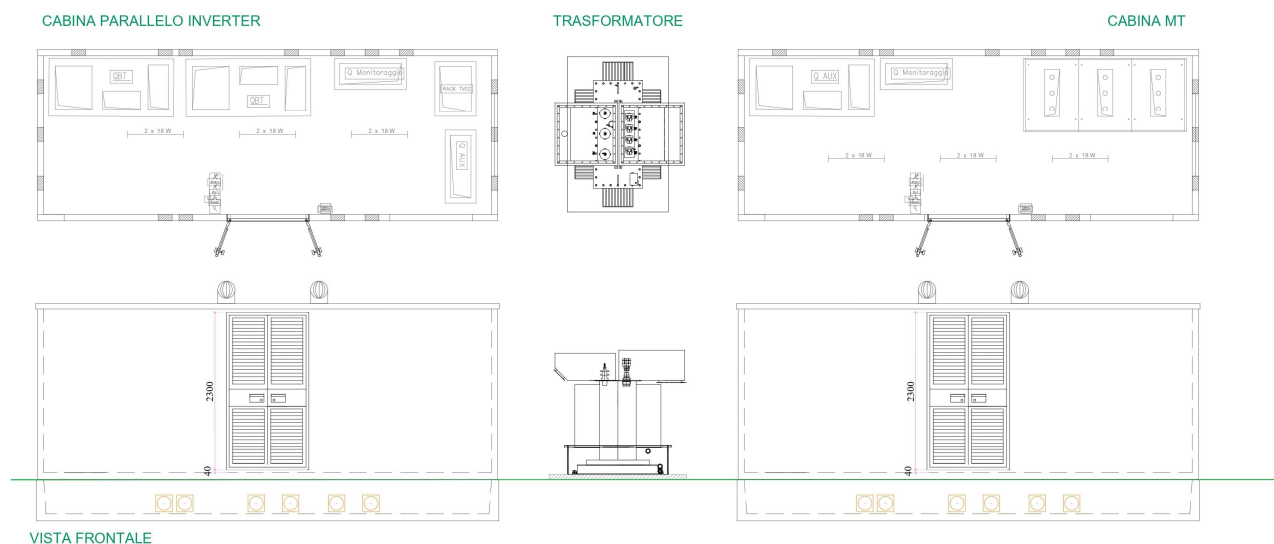 CABINA PARALLELO INVERTER
TRASFORMATORE
CABINA MT
QBT
QBT
Q Monitoraggio
RACK TVCC
Q AUX
2 x 18 W
2 x 18 W
2 x 18 W
Q AUX
Q Monitoraggio
2 x 18 W
2 x 18 W
2 x 18 W
2300
40
2300
40
VISTA FRONTALE